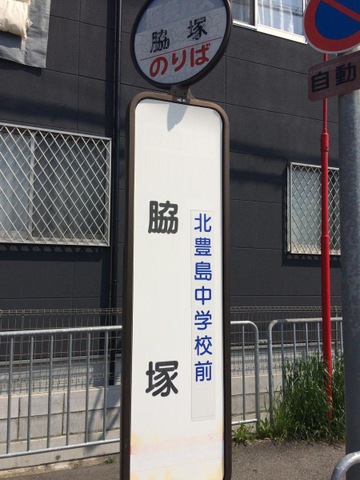 脇塚
のりば
脇塚
北豊島中学校前
自動